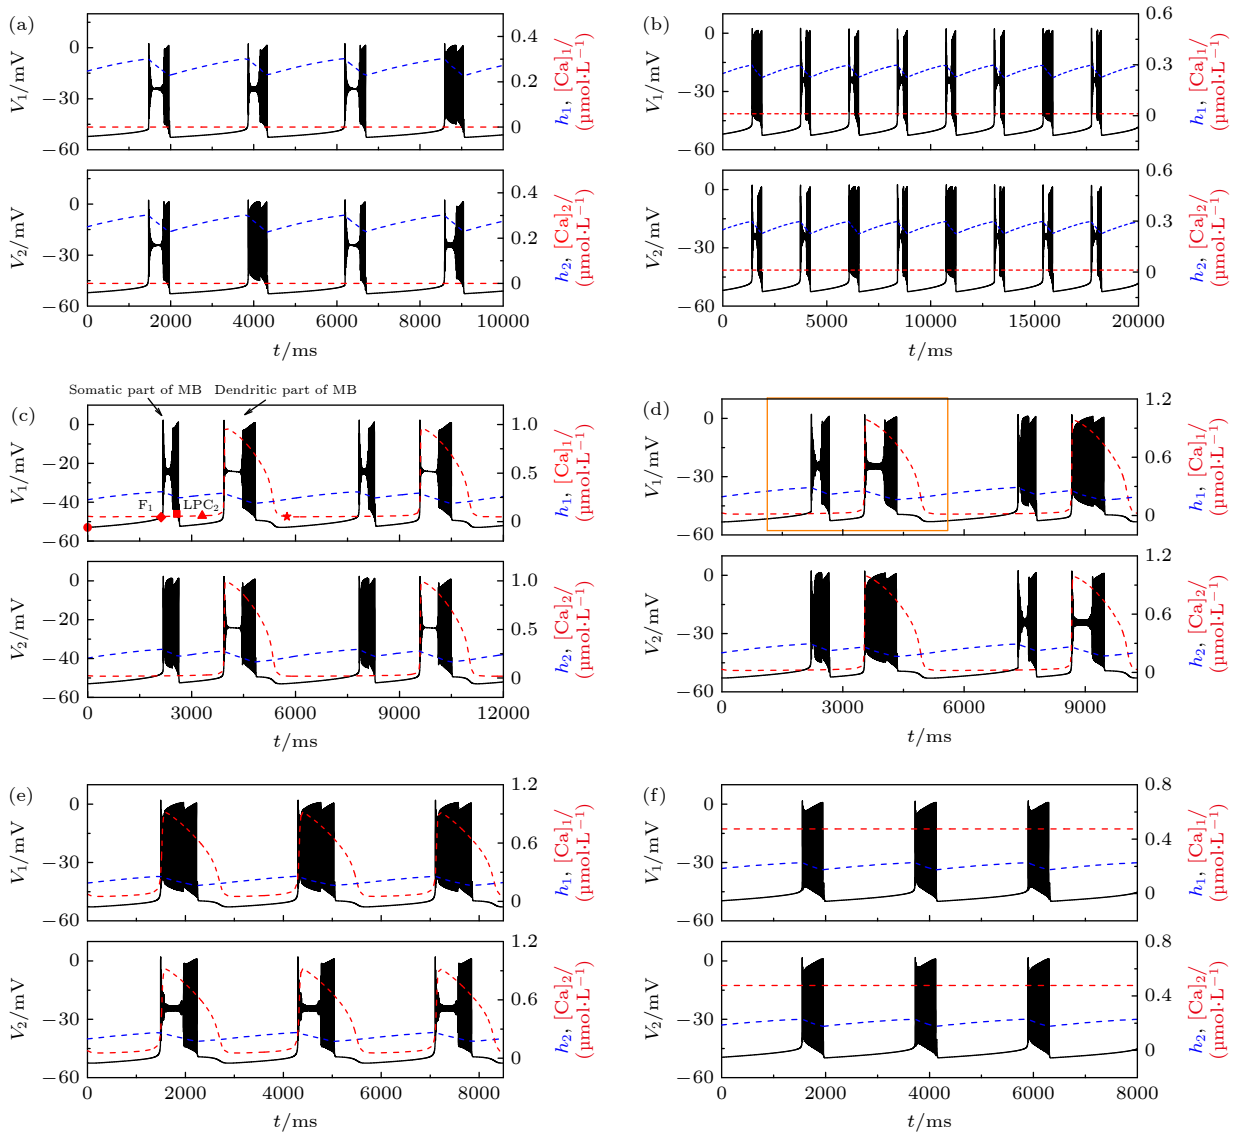 (a)
0
−30
−60
V₁/mV
0.4
0.2
0
h₁, [Ca]₁/
(µmol·L⁻¹)
0
−30
−60
V₂/mV
0.4
0.2
0
h₂, [Ca]₂/
(µmol·L⁻¹)
0 2000 4000 6000 8000 10000
t/ms
(b)
0
−30
−60
V₁/mV
0.6
0.3
0
h₁, [Ca]₁/
(µmol·L⁻¹)
0
−30
−60
V₂/mV
0.6
0.3
0
h₂, [Ca]₂/
(µmol·L⁻¹)
0 5000 10000 15000 20000
t/ms
Somatic part of MB Dendritic part of MB
(c)
0
−20
−40
−60
V₁/mV
F₁ LPC₂
1.0
0.5
0
h₁, [Ca]₁/
(µmol·L⁻¹)
0
−20
−40
−60
V₂/mV
1.0
0.5
0
h₂, [Ca]₂/
(µmol·L⁻¹)
0 3000 6000 9000 12000
t/ms
(d)
0
−30
−60
V₁/mV
1.2
0.6
0
h₁, [Ca]₁/
(µmol·L⁻¹)
0
−30
−60
V₂/mV
1.2
0.6
0
h₂, [Ca]₂/
(µmol·L⁻¹)
0 3000 6000 9000
t/ms
(e)
0
−30
−60
V₁/mV
1.2
0.6
0
h₁, [Ca]₁/
(µmol·L⁻¹)
0
−30
−60
V₂/mV
1.2
0.6
0
h₂, [Ca]₂/
(µmol·L⁻¹)
0 2000 4000 6000 8000
t/ms
(f)
0
−30
−60
V₁/mV
0.8
0.4
0
h₁, [Ca]₁/
(µmol·L⁻¹)
0
−30
−60
V₂/mV
0.8
0.4
0
h₂, [Ca]₂/
(µmol·L⁻¹)
0 2000 4000 6000 8000
t/ms